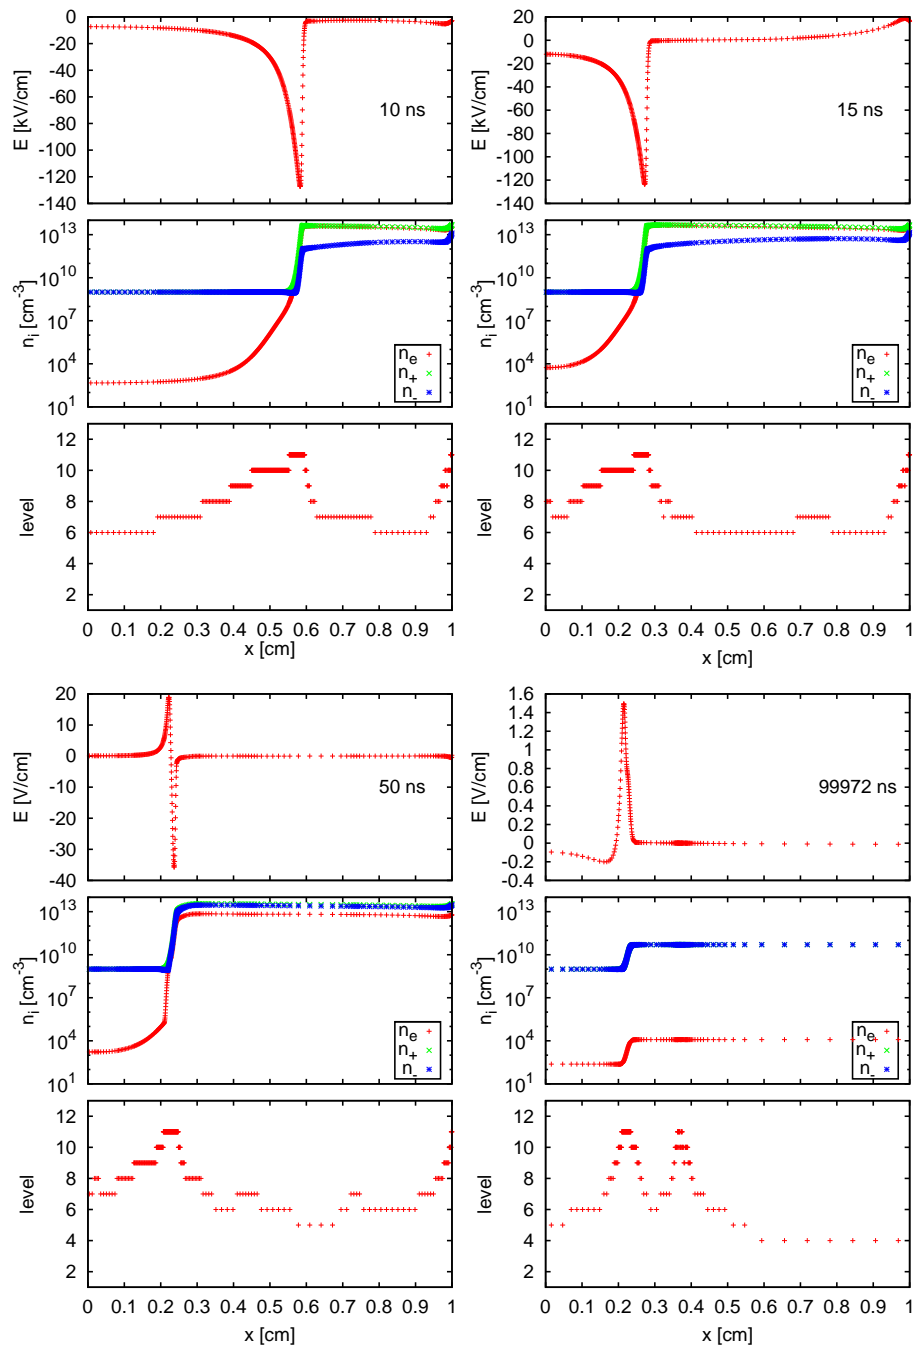 0
-20
-40
-60
-80
-100
-120
-140
E [kV/cm]
10 ns
10^13
10^10
10^7
10^4
10^1
n_i [cm^-3]
n_e
n_+
n_-
12
10
8
6
4
2
level
0 0.1 0.2 0.3 0.4 0.5 0.6 0.7 0.8 0.9 1
x [cm]
20
0
-20
-40
-60
-80
-100
-120
-140
E [kV/cm]
15 ns
10^13
10^10
10^7
10^4
10^1
n_i [cm^-3]
n_e
n_+
n_-
12
10
8
6
4
2
level
0 0.1 0.2 0.3 0.4 0.5 0.6 0.7 0.8 0.9 1
x [cm]
20
10
0
-10
-20
-30
-40
E [V/cm]
50 ns
10^13
10^10
10^7
10^4
10^1
n_i [cm^-3]
n_e
n_+
n_-
12
10
8
6
4
2
level
0 0.1 0.2 0.3 0.4 0.5 0.6 0.7 0.8 0.9 1
x [cm]
1.6
1.4
1.2
1
0.8
0.6
0.4
0.2
0
-0.2
-0.4
E [V/cm]
99972 ns
10^13
10^10
10^7
10^4
10^1
n_i [cm^-3]
n_e
n_+
n_-
12
10
8
6
4
2
level
0 0.1 0.2 0.3 0.4 0.5 0.6 0.7 0.8 0.9 1
x [cm]